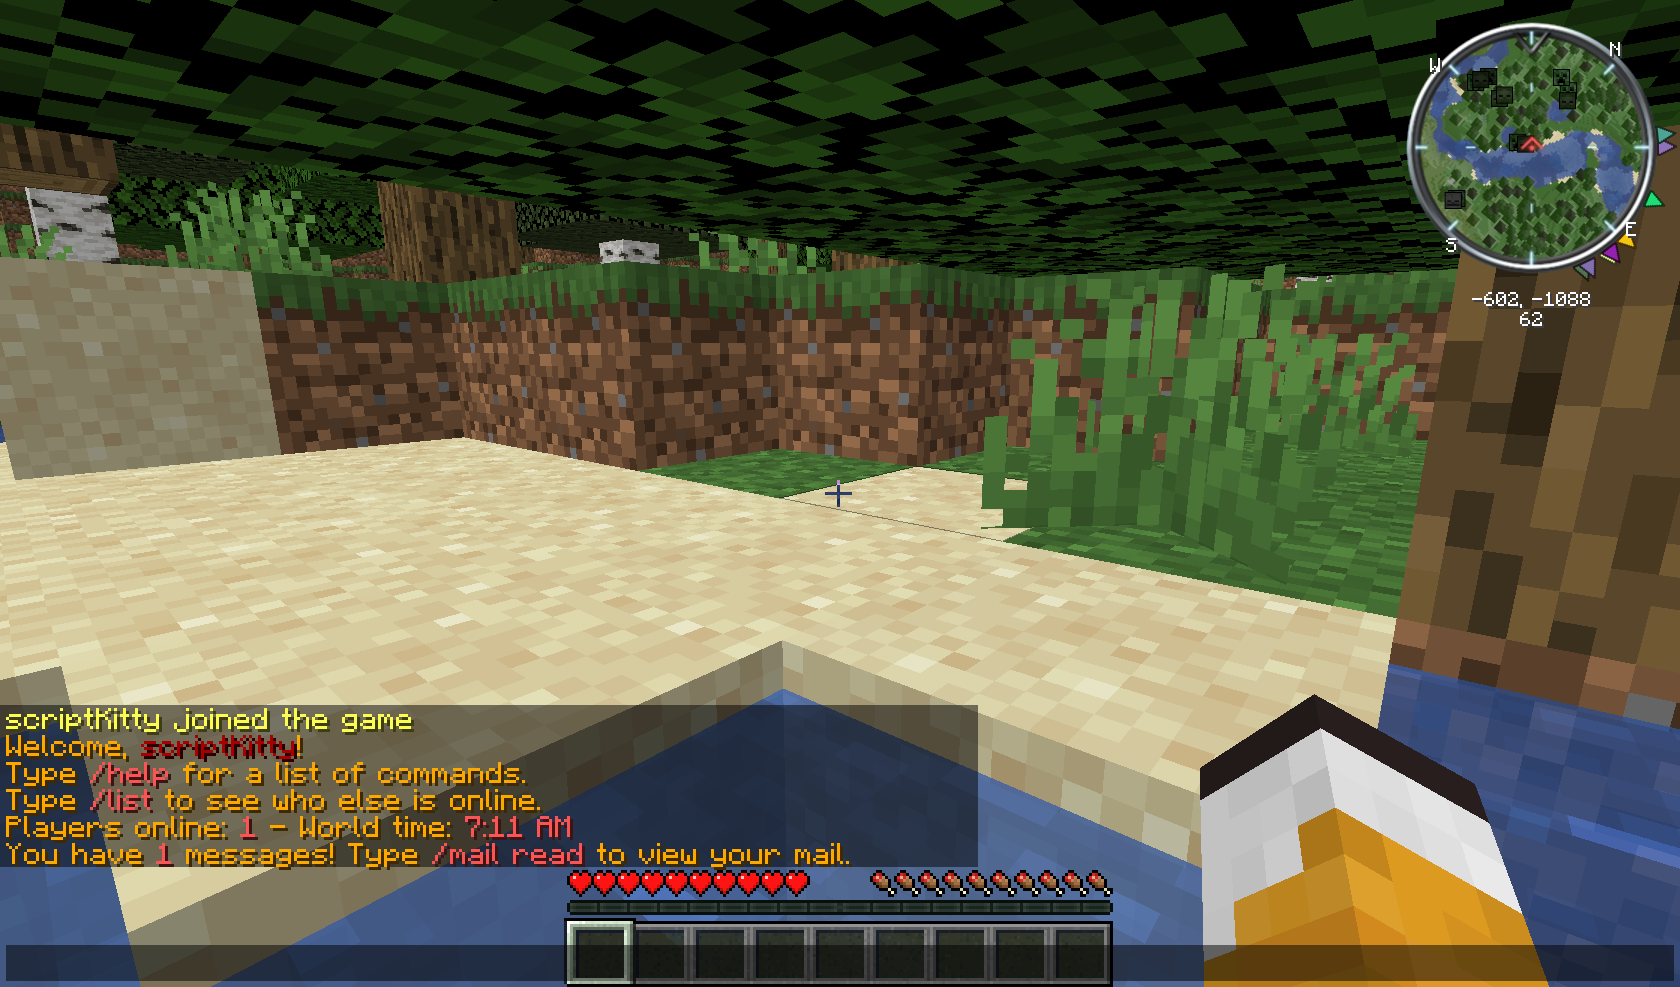 N
W
E
S
-602, -1088
62
scriptKitty joined the game
Welcome, scriptKitty!
Type /help for a list of commands.
Type /list to see who else is online.
Players online: 1 - World time: 7:11 AM
You have 1 messages! Type /mail read to view your mail.